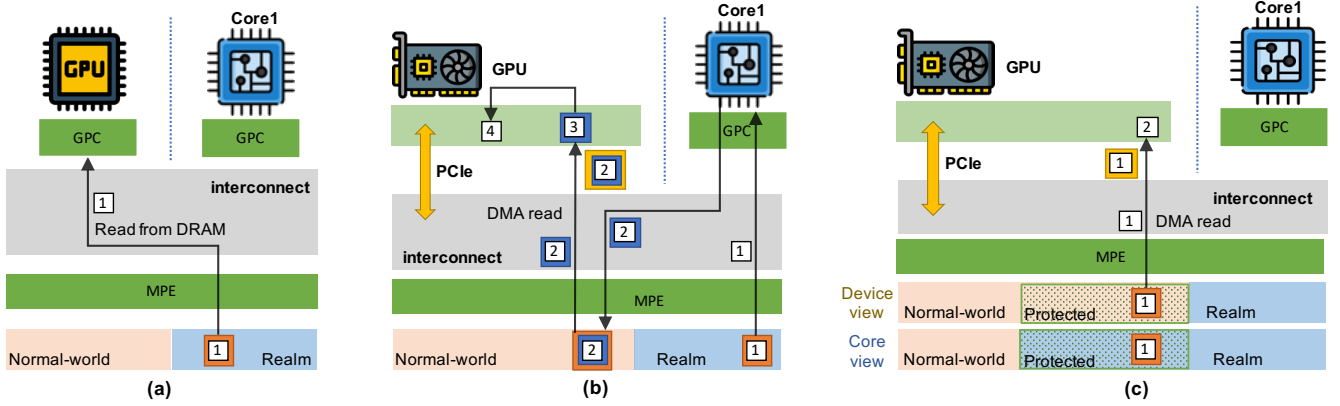 GPU
Core1
GPC
GPC
interconnect
1
Read from DRAM
MPE
1
Normal-world
Realm
(a)
Core1
GPU
4
3
GPC
2
PCIe
DMA read
2
2
1
interconnect
MPE
2
1
Normal-world
Realm
(b)
Core1
GPU
2
GPC
1
PCIe
interconnect
1
DMA read
MPE
Device
view
1
Normal-world
Protected
Realm
Core
view
1
Normal-world
Protected
Realm
(c)